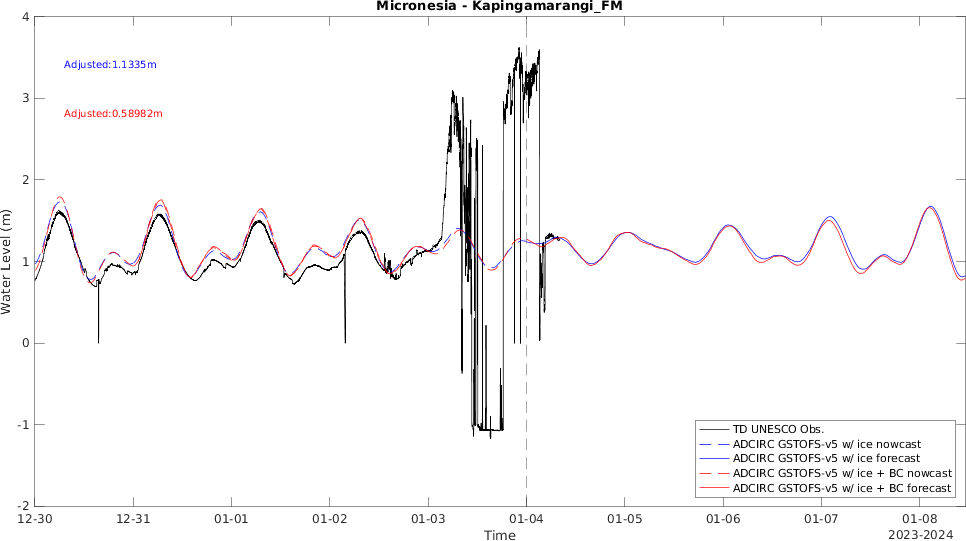 Micronesia - Kapingamarangi_FM
Adjusted:1.1335m
Adjusted:0.58982m
Water Level (m)
4
3
2
1
0
-1
-2
12-30
12-31
01-01
01-02
01-03
01-04
01-05
01-06
01-07
01-08
Time
2023-2024
TD UNESCO Obs.
ADCIRC GSTOFS-v5 w/ ice nowcast
ADCIRC GSTOFS-v5 w/ ice forecast
ADCIRC GSTOFS-v5 w/ ice + BC nowcast
ADCIRC GSTOFS-v5 w/ ice + BC forecast